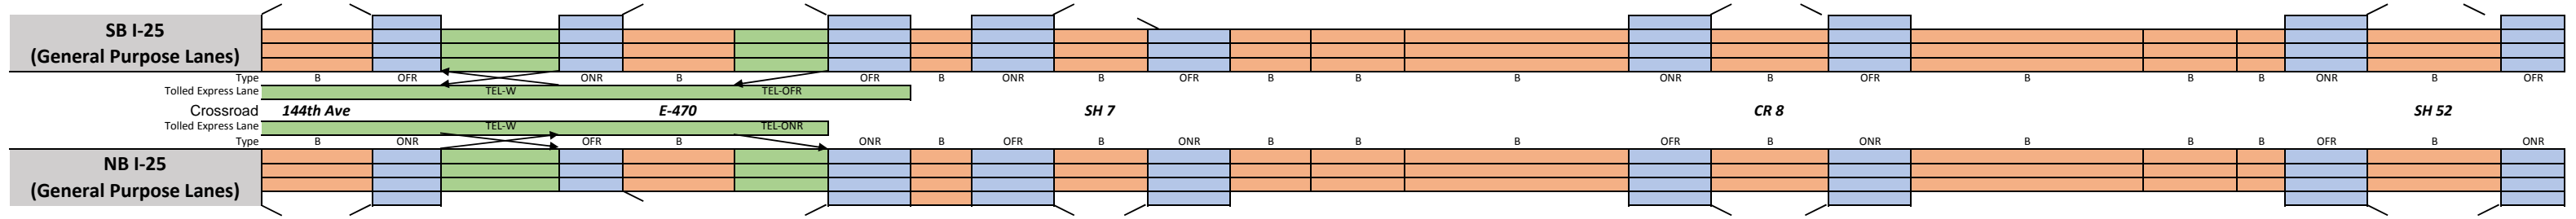 SB I-25
(General Purpose Lanes)
Type B OFR ONR B OFR B ONR B OFR B B B ONR B OFR B B B ONR B OFR
Tolled Express Lane TEL-W TEL-OFR
Crossroad 144th Ave E-470 SH 7 CR 8 SH 52
Tolled Express Lane TEL-W TEL-ONR
Type B ONR OFR B ONR B OFR B ONR B B B OFR B ONR B B B OFR B ONR
NB I-25
(General Purpose Lanes)